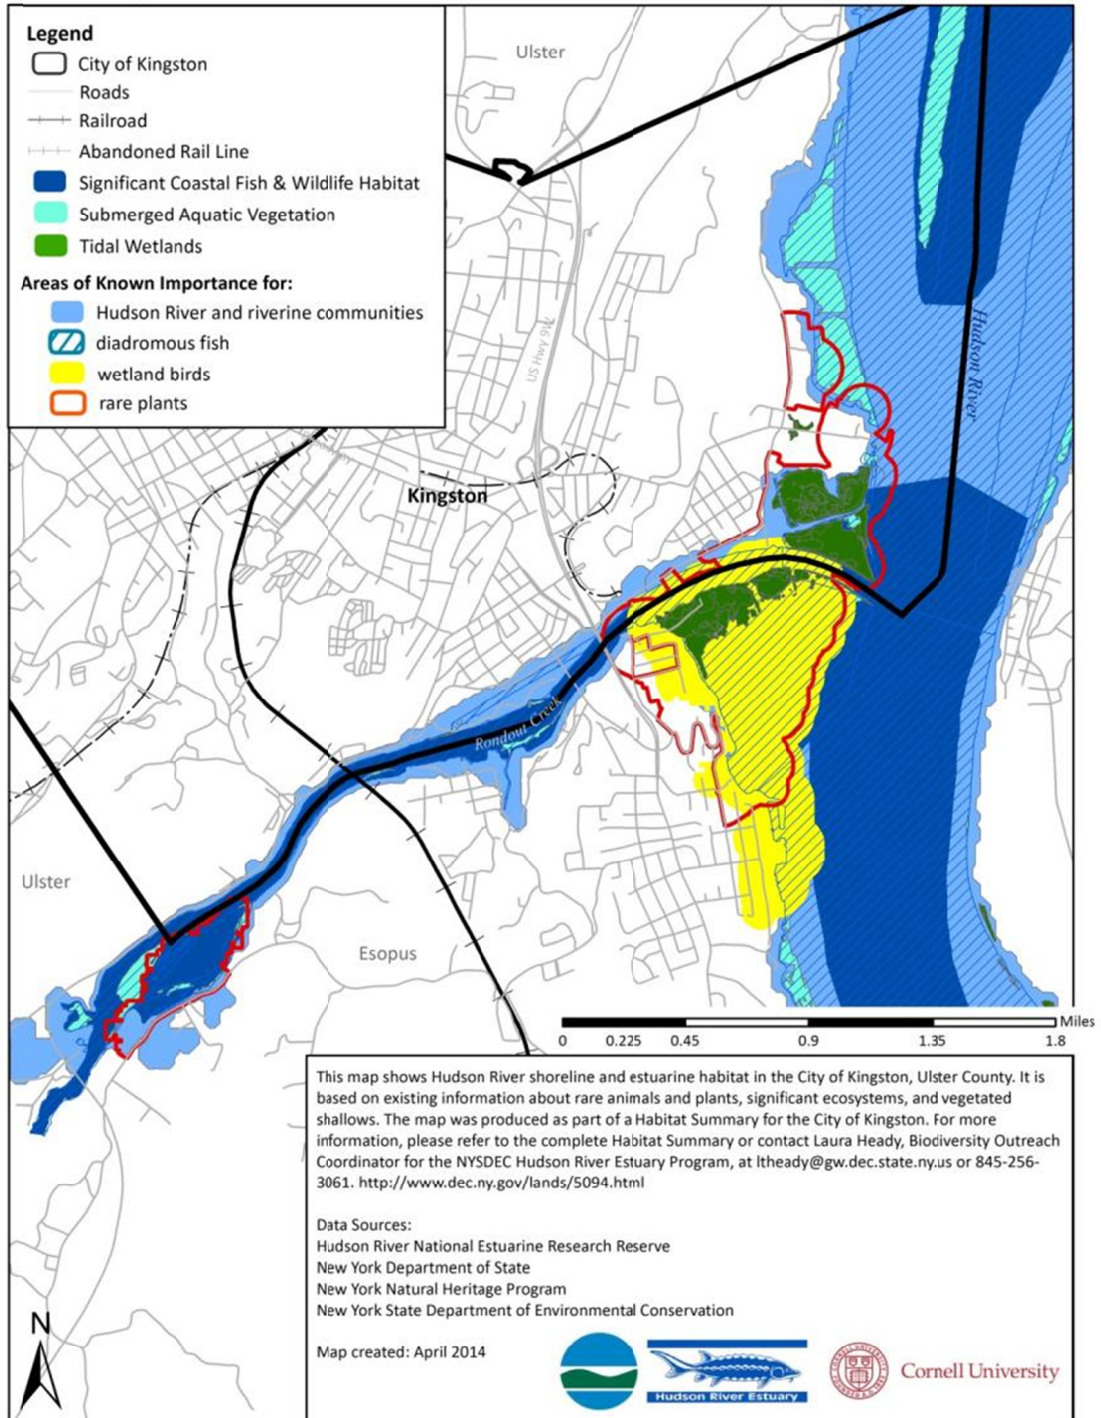 Legend
City of Kingston
Roads
Railroad
Abandoned Rail Line
Significant Coastal Fish & Wildlife Habitat
Submerged Aquatic Vegetation
Tidal Wetlands
Areas of Known Importance for:
Hudson River and riverine communities
diadromous fish
wetland birds
rare plants
Ulster
US Hwy 9W
Hudson River
Kingston
Rondout Creek
Ulster
Esopus
Miles
0 0.225 0.45 0.9 1.35 1.8
This map shows Hudson River shoreline and estuarine habitat in the City of Kingston, Ulster County. It is
based on existing information about rare animals and plants, significant ecosystems, and vegetated
shallows. The map was produced as part of a Habitat Summary for the City of Kingston. For more
information, please refer to the complete Habitat Summary or contact Laura Heady, Biodiversity Outreach
Coordinator for the NYSDEC Hudson River Estuary Program, at ltheady@gw.dec.state.ny.us or 845-256-
3061. http://www.dec.ny.gov/lands/5094.html
Data Sources:
Hudson River National Estuarine Research Reserve
New York Department of State
New York Natural Heritage Program
New York State Department of Environmental Conservation
Map created: April 2014
N
Hudson River Estuary
Cornell University